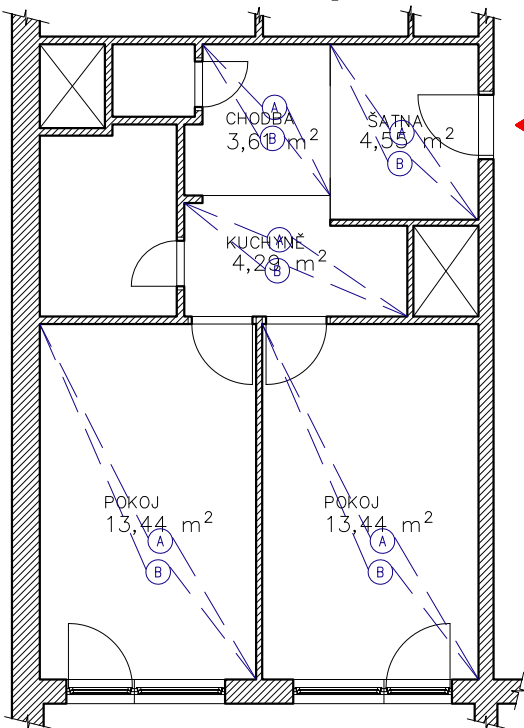 CHODBA
3,61 m²
A
B
ŠATNA
4,55 m²
A
B
KUCHYNĚ
4,29 m²
A
B
POKOJ
13,44 m²
A
B
POKOJ
13,44 m²
A
B